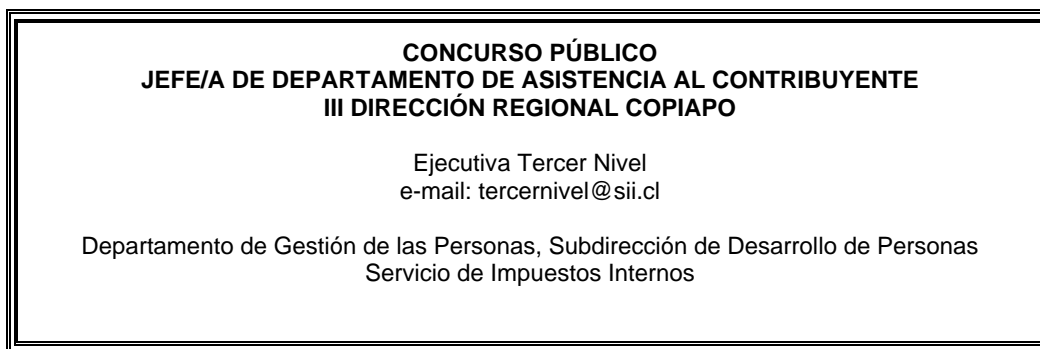 CONCURSO PÚBLICO
JEFE/A DE DEPARTAMENTO DE ASISTENCIA AL CONTRIBUYENTE
III DIRECCIÓN REGIONAL COPIAPO
Ejecutiva Tercer Nivel
e-mail: tercernivel@sii.cl
Departamento de Gestión de las Personas, Subdirección de Desarrollo de Personas
Servicio de Impuestos Internos